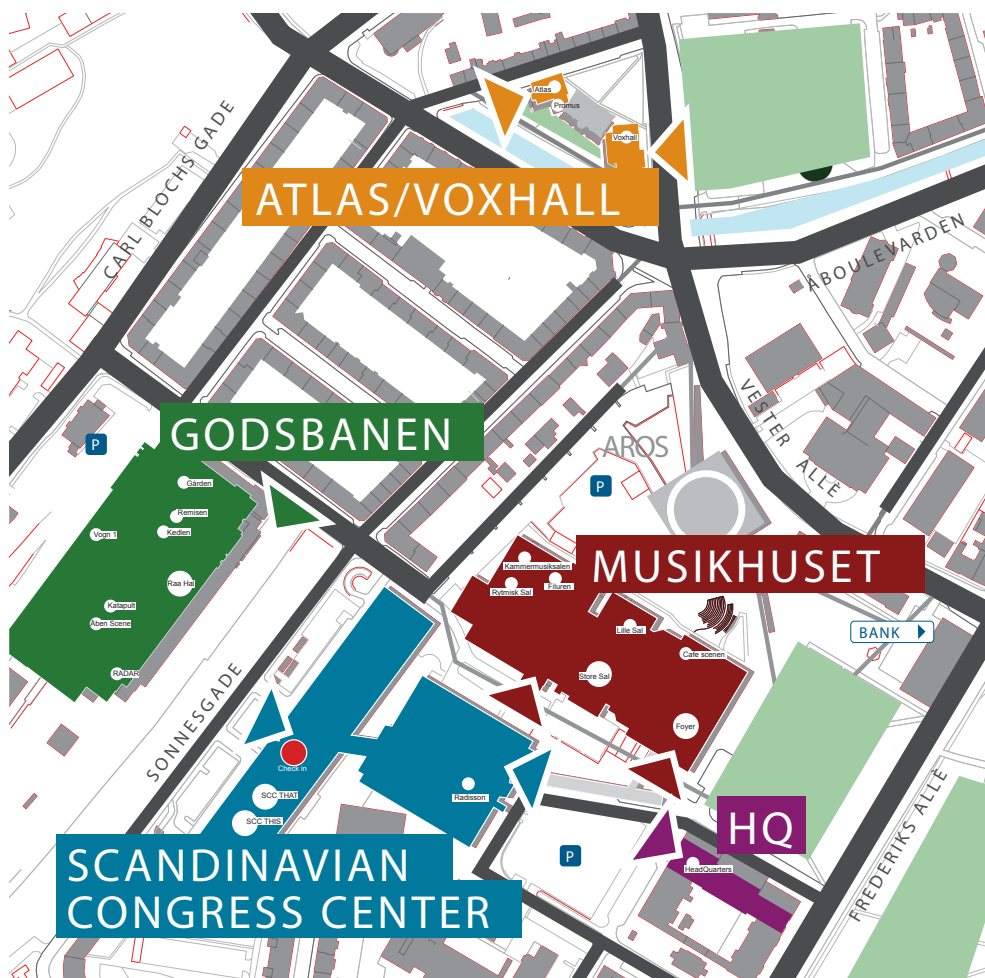 Atlas
Promus
Voxhall
CARL BLOCHS GADE
ATLAS/VOXHALL
ÅBOULEVARDEN
VESTER ALLÈ
GODSBANEN
P
AROS
P
Gården
Remisen
Kedlen
Vogn 1
Raa Hal
Katapult
Åben Scene
RADAR
MUSIKHUSET
Kammermusiksalen
Filuren
Rytmisk Sal
Lille Sal
Cafe scenen
Store Sal
Foyer
BANK
SONNESGADE
Check in
SCC THAT
SCC THIS
Radisson
FREDERIKS ALLÈ
HQ
HeadQuarters
P
SCANDINAVIAN
CONGRESS CENTER